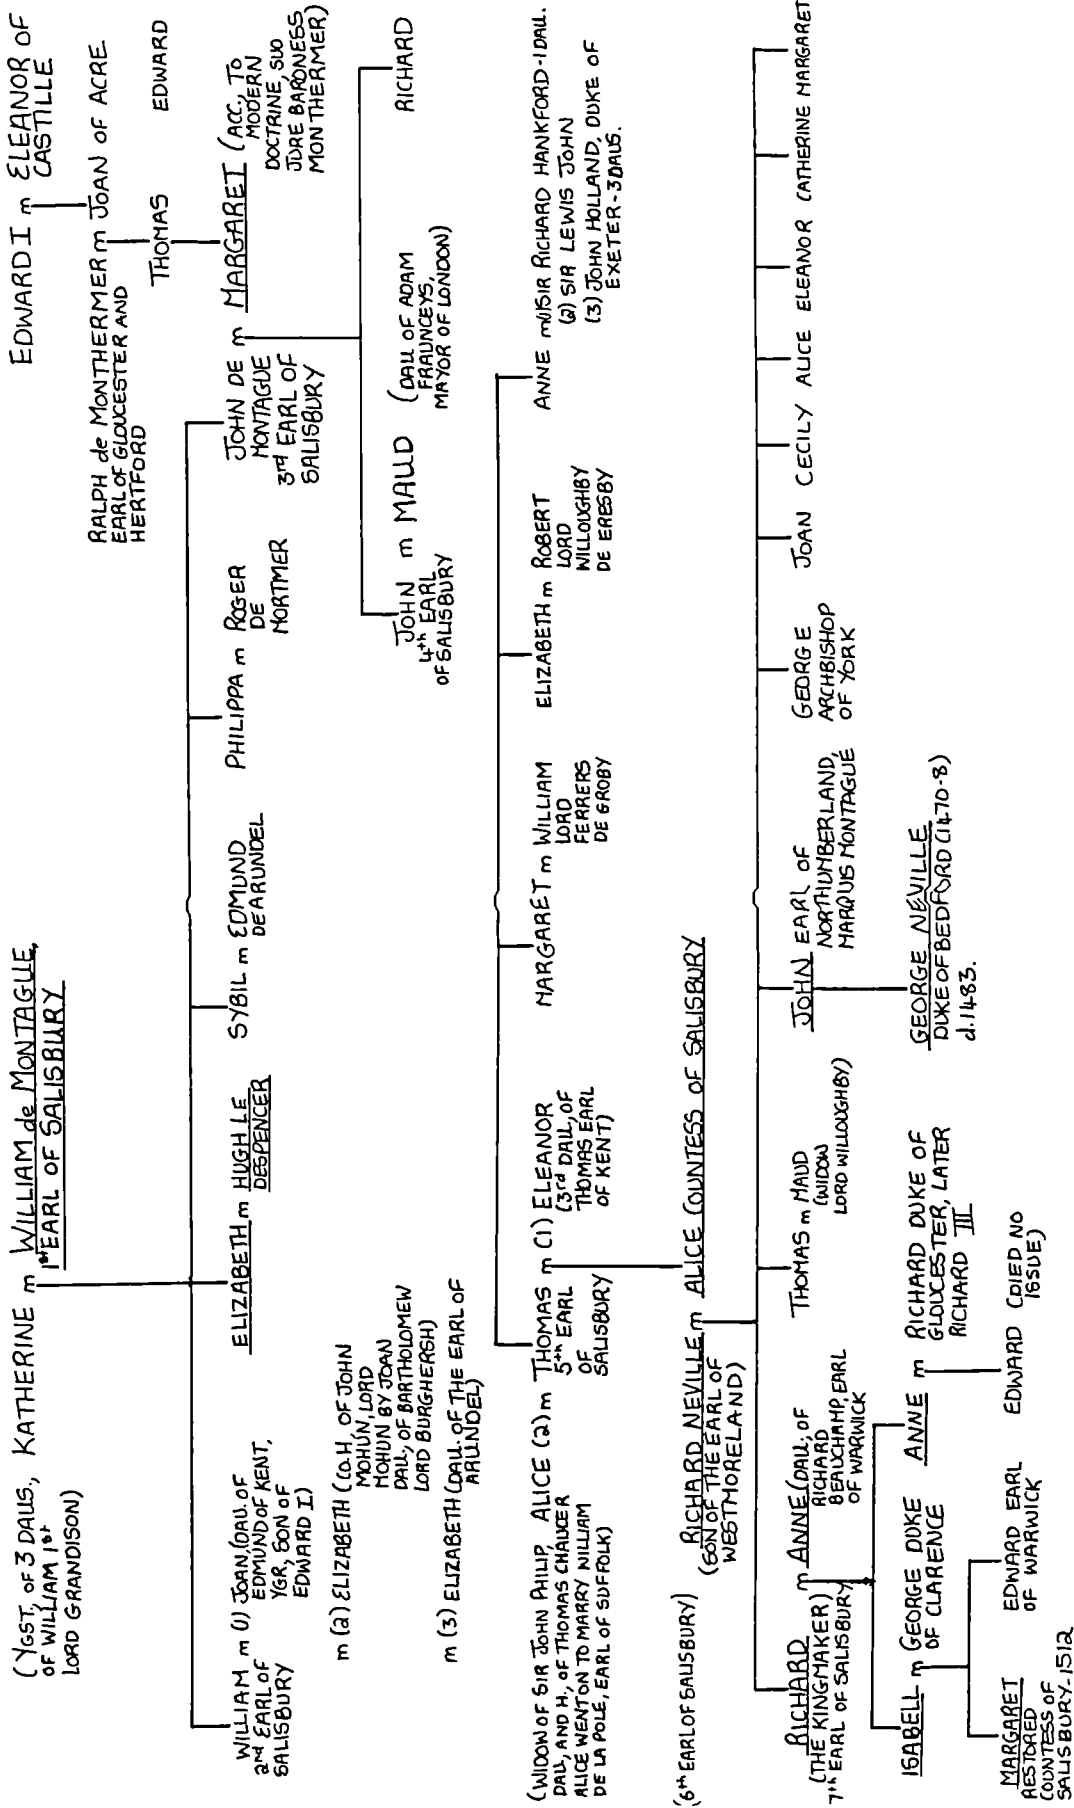 EDWARD I m ELEANOR OF
CASTILLE
RALPH de MONTHERMER m JOAN OF ACRE
EARL OF GLOUCESTER AND
HERTFORD
THOMAS
EDWARD
(YGST, OF 3 DAUS,
OF WILLIAM 1st
LORD GRANDISON)
KATHERINE m WILLIAM de MONTAGUE,
1st EARL OF SALISBURY
WILLIAM m (1) JOAN, (DAU. OF
2nd EARL OF
SALISBURY
EDMUND OF KENT,
YGR, SON OF
EDWARD I)
m (2) ELIZABETH (CO.H. OF JOHN
MOHUN, LORD
MOHUN BY JOAN
DAU, OF BARTHOLOMEW
LORD BURGHERSH)
m (3) ELIZABETH (DAU. OF THE EARL OF
ARUNDEL)
ELIZABETH m HUGH LE
DESPENCER
SYBIL m EDMUND
DE ARUNDEL
PHILIPPA m ROGER
DE
MORTMER
JOHN DE m MARGARET
MONTAGUE
3rd EARL OF
SALISBURY
(ACC., TO
MODERN
DOCTRINE, SUO
JURE BARONESS
MONTHERMER)
JOHN m MAUD
4th EARL
OF SALISBURY
(DAU OF ADAM
FRAUNCEYS,
MAYOR OF LONDON)
RICHARD
(WIDOW OF SIR JOHN PHILIP,
DAU, AND H, OF THOMAS CHAUCER
ALICE WENT ON TO MARRY WILLIAM
DE LA POLE, EARL OF SUFFOLK)
ALICE (2) m THOMAS m (1) ELEANOR
5th EARL
OF
SALISBURY
(3rd DAU, OF
THOMAS EARL
OF KENT)
MARGARET m WILLIAM
LORD
FERRERS
DE GROBY
ELIZABETH m ROBERT
LORD
WILLOUGHBY
DE ERESBY
ANNE m(1)SIR RICHARD HANKFORD-1 DAU.
(2) SIR LEWIS JOHN
(3) JOHN HOLLAND, DUKE OF
EXETER-3 DAUS.
(6th EARL OF SALISBURY)
RICHARD NEVILLE m ALICE COUNTESS OF SALISBURY
(SON OF THE EARL OF
WESTMORELAND)
RICHARD m ANNE (DAU, OF
(THE KINGMAKER)
7th EARL OF SALISBURY
RICHARD
BEAUCHAMP, EARL
OF WARWICK
THOMAS m MAUD
(WIDOW
LORD WILLOUGHBY)
JOHN EARL OF
NORTHUMBERLAND,
MARQUIS MONTAGUE
GEORGE
ARCHBISHOP
OF YORK
JOAN
CECILY
ALICE
ELEANOR
CATHERINE
MARGARET
ISABELL m GEORGE DUKE
OF CLARENCE
ANNE m RICHARD DUKE OF
GLOUCESTER, LATER
RICHARD III
GEORGE NEVILLE
DUKE OF BEDFORD (1470-8)
d.1483.
MARGARET
RESTORED
COUNTESS OF
SALISBURY-1512
EDWARD EARL
OF WARWICK
EDWARD (DIED NO
ISSUE)